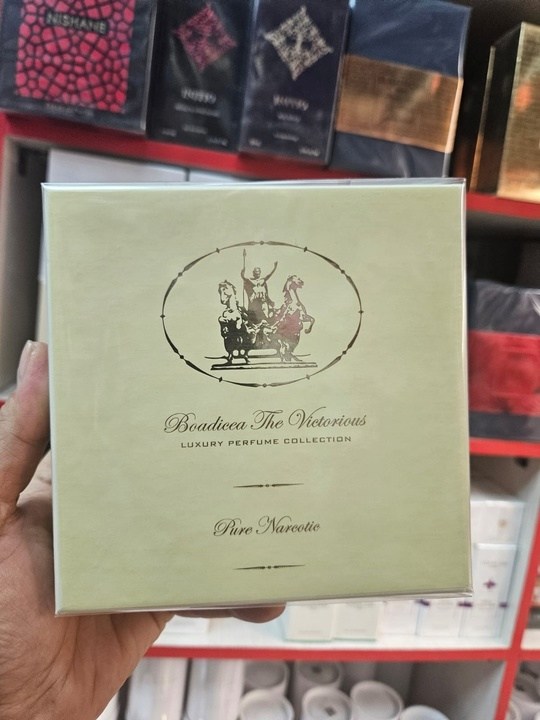 NISHANE
Boadicea The Victorious
LUXURY PERFUME COLLECTION
Pure Narcotic